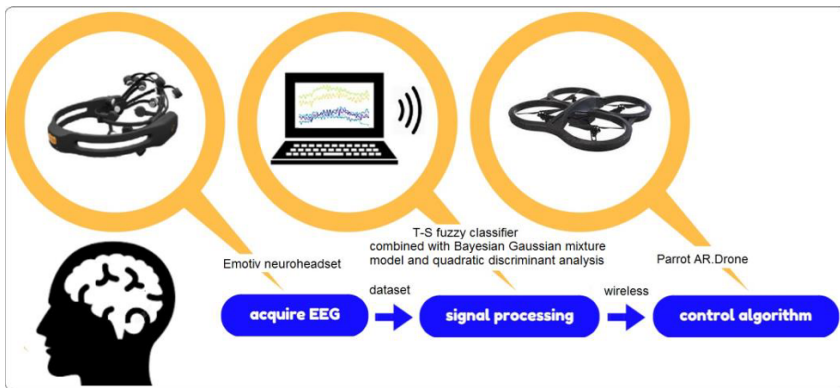 T-S fuzzy classifier
combined with Bayesian Gaussian mixture
model and quadratic discriminant analysis
Emotiv neuroheadset
Parrot AR.Drone
dataset
wireless
acquire EEG
signal processing
control algorithm